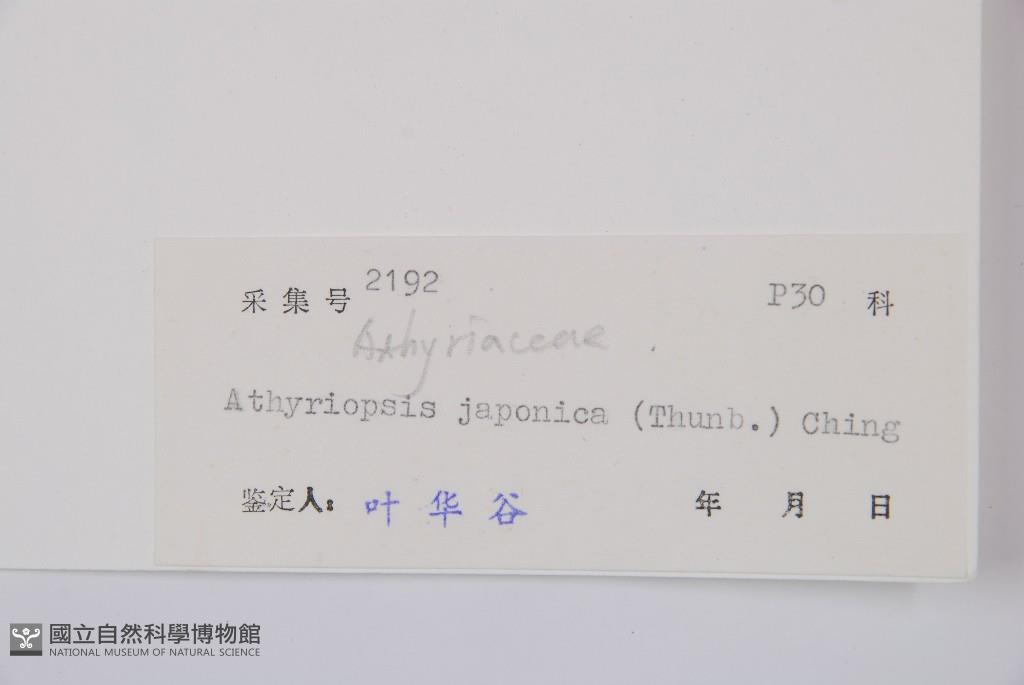 采集号 2192 P30 科
Athyriaceae
Athyriopsis japonica (Thunb.) Ching
鉴定人: 叶华谷 年 月 日
國立自然科學博物館
NATIONAL MUSEUM OF NATURAL SCIENCE